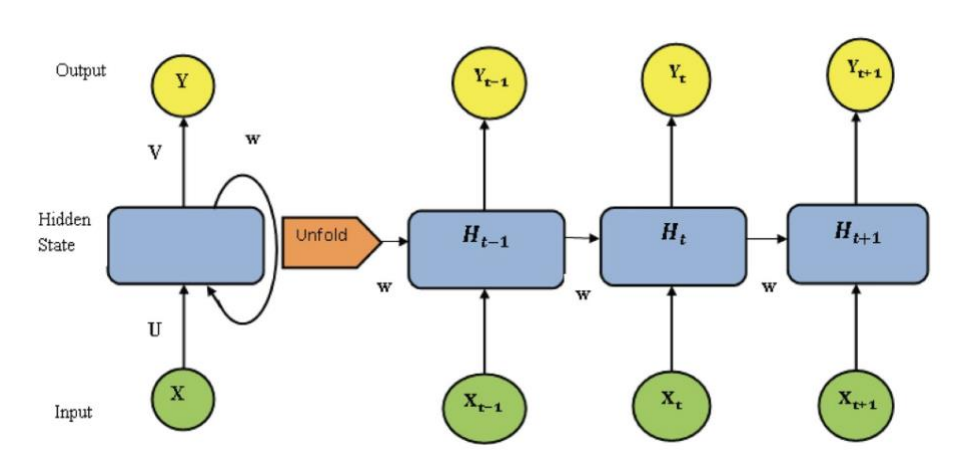 Output
Y
Y_{t-1}
Y_t
Y_{t+1}
V
w
Hidden
State
Unfold
H_{t-1}
H_t
H_{t+1}
w
w
w
U
Input
X
X_{t-1}
X_t
X_{t+1}